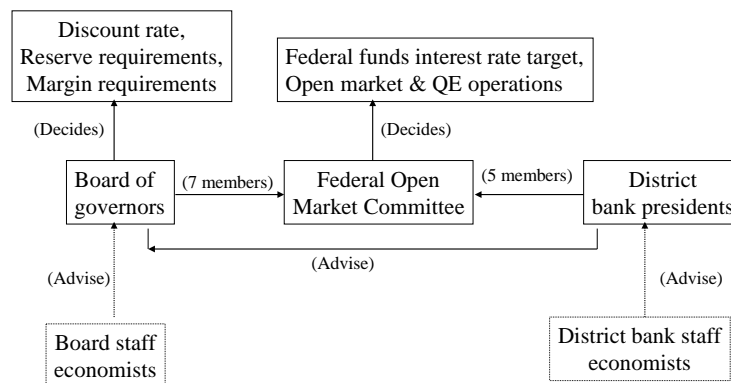 Discount rate,
Reserve requirements,
Margin requirements
Federal funds interest rate target,
Open market & QE operations
(Decides)
(Decides)
Board of
governors
(7 members)
Federal Open
Market Committee
(5 members)
District
bank presidents
(Advise)
(Advise)
(Advise)
Board staff
economists
District bank staff
economists